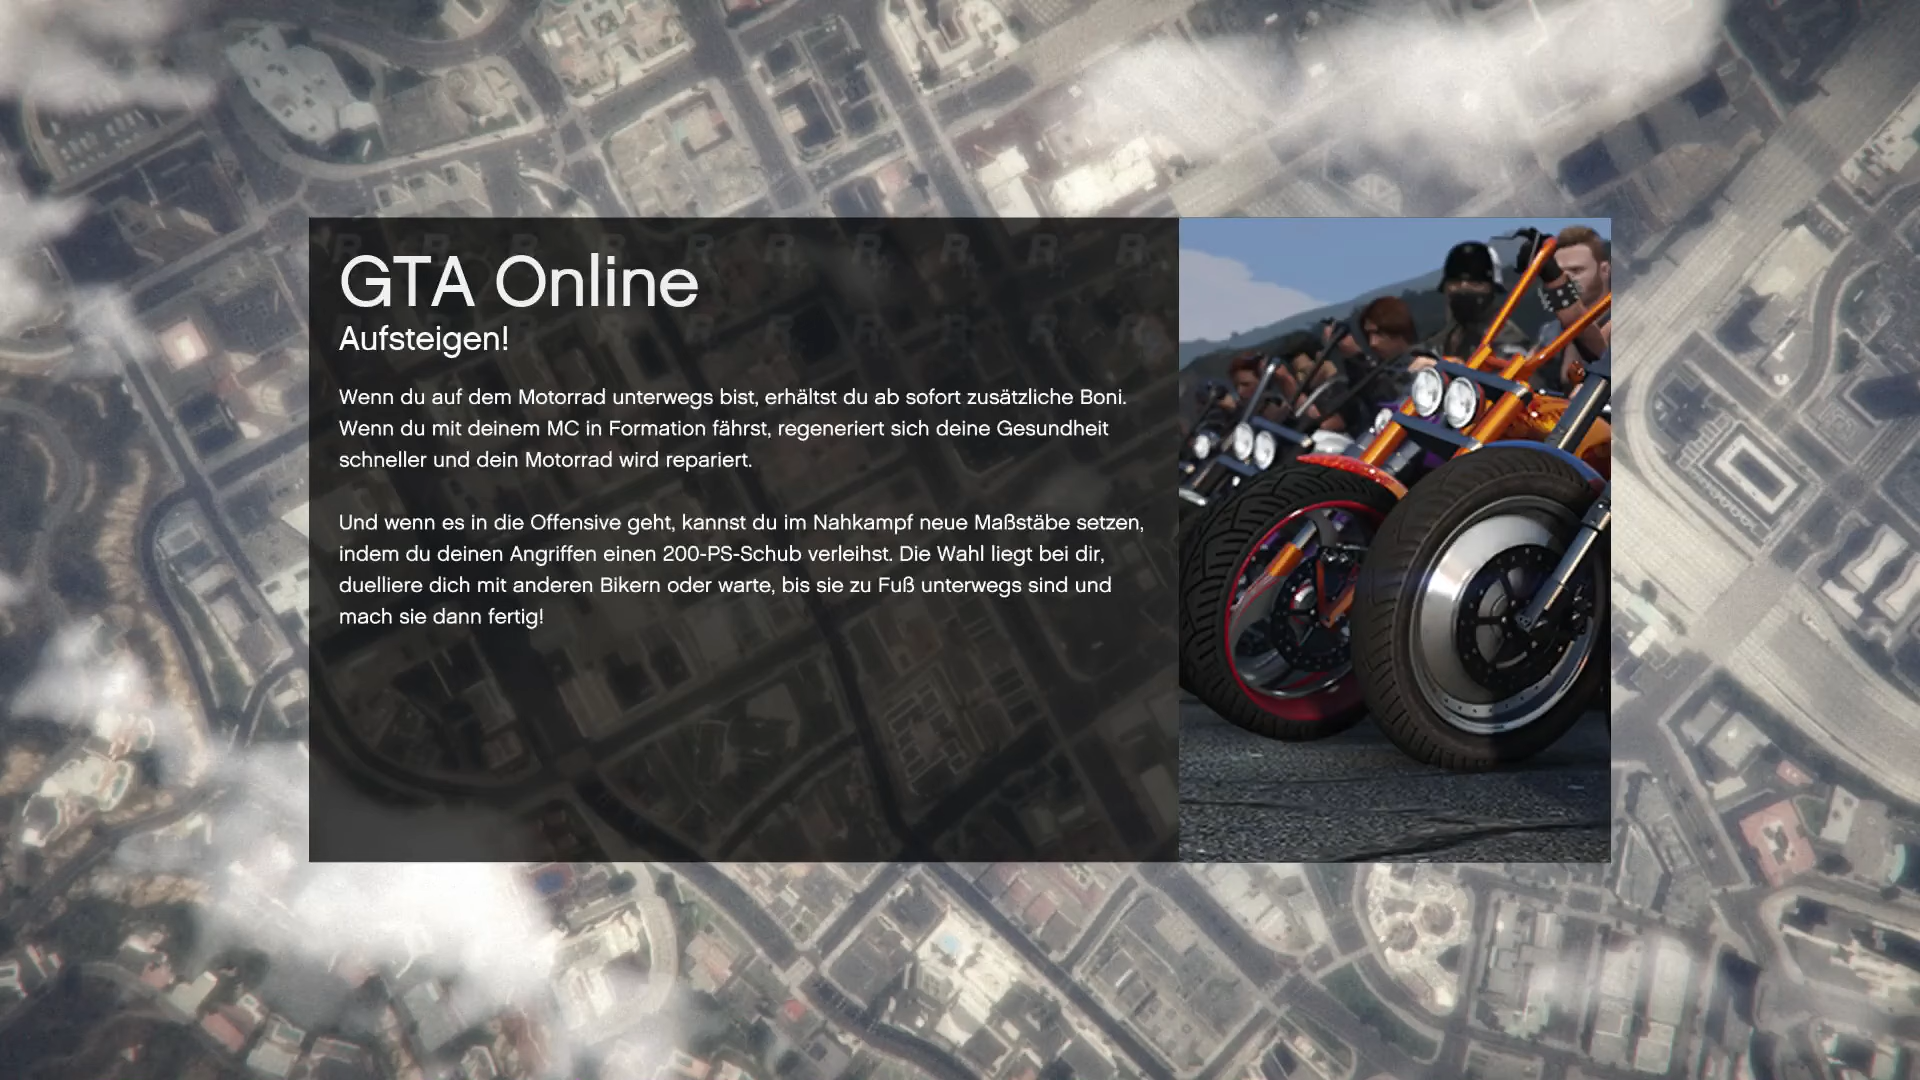 GTA Online
Aufsteigen!
Wenn du auf dem Motorrad unterwegs bist, erhältst du ab sofort zusätzliche Boni.
Wenn du mit deinem MC in Formation fährst, regeneriert sich deine Gesundheit
schneller und dein Motorrad wird repariert.
Und wenn es in die Offensive geht, kannst du im Nahkampf neue Maßstäbe setzen,
indem du deinen Angriffen einen 200-PS-Schub verleihst. Die Wahl liegt bei dir,
duelliere dich mit anderen Bikern oder warte, bis sie zu Fuß unterwegs sind und
mach sie dann fertig!